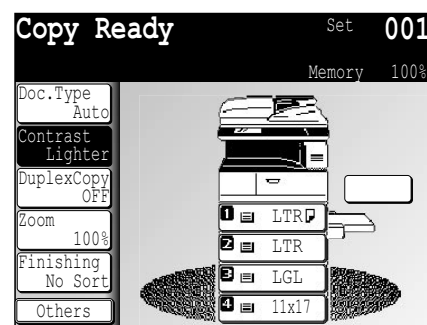 Copy Ready Set 001
Memory 100%
Doc.Type
Auto
Contrast
Lighter
DuplexCopy
OFF
Zoom
100%
Finishing
No Sort
Others
1 LTR
2 LTR
3 LGL
4 11x17